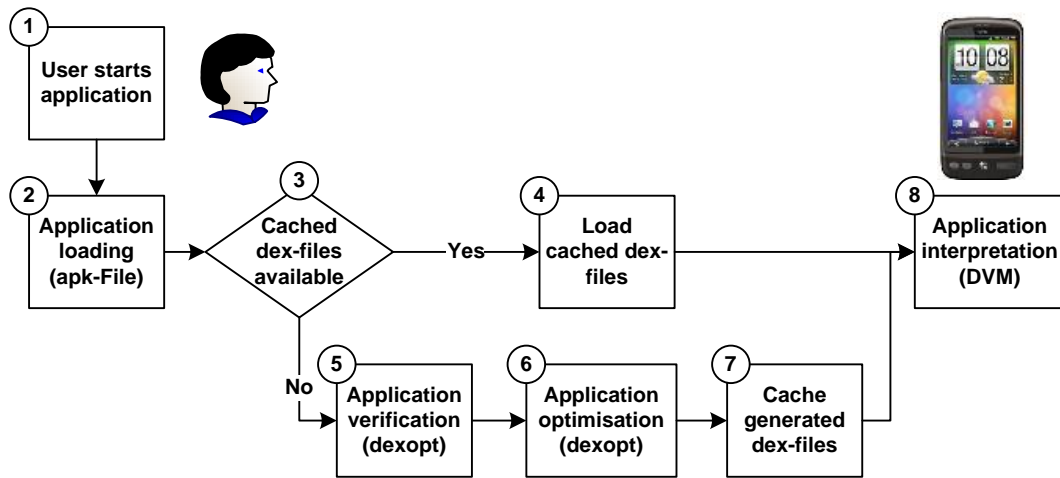 1
User starts
application
2
Application
loading
(apk-File)
3
Cached
dex-files
available
Yes
4
Load
cached dex-
files
No
5
Application
verification
(dexopt)
6
Application
optimisation
(dexopt)
7
Cache
generated
dex-files
8
Application
interpretation
(DVM)
10 08